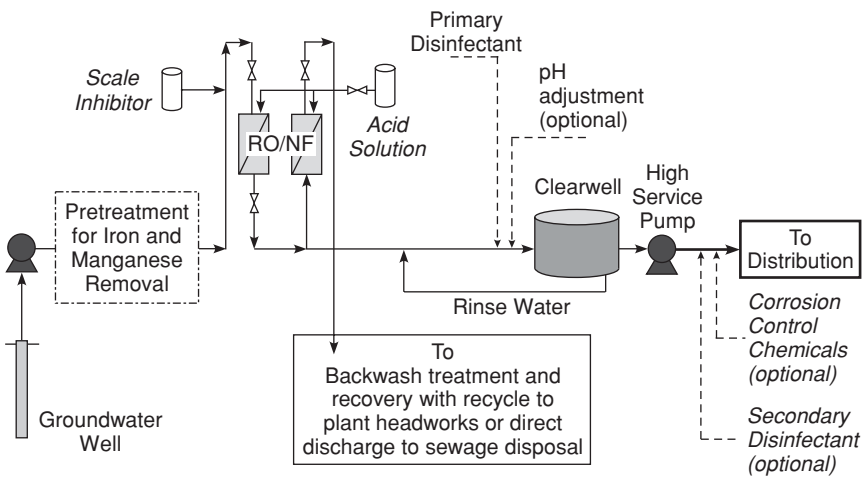 Primary
Disinfectant
Scale
Inhibitor
pH
adjustment
(optional)
RO/NF
Acid
Solution
Clearwell
High
Service
Pump
Pretreatment
for Iron and
Manganese
Removal
To
Distribution
Rinse Water
Corrosion
Control
Chemicals
(optional)
To
Backwash treatment and
recovery with recycle to
plant headworks or direct
discharge to sewage disposal
Groundwater
Well
Secondary
Disinfectant
(optional)